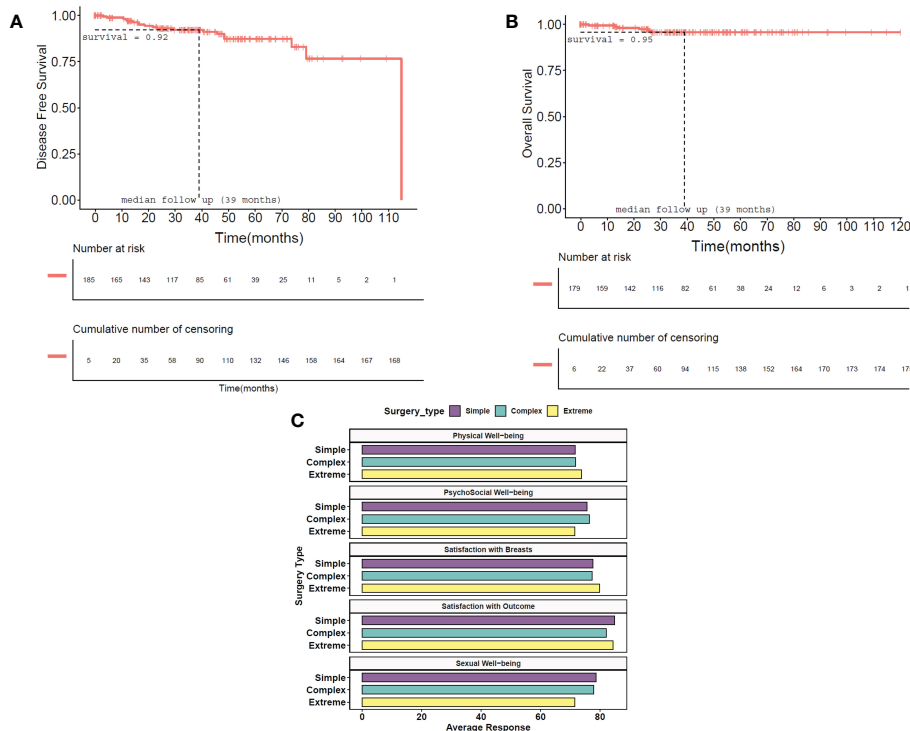 A
1.00
survival = 0.92
0.75
0.50
0.25
0.00
Disease Free Survival
median follow up (39 months)
0 10 20 30 40 50 60 70 80 90 100 110 120
Time(months)
Number at risk
185 165 143 117 85 61 39 25 11 5 2 1
Cumulative number of censoring
5 20 35 58 90 110 132 146 158 164 167 168
Time(months)
B
1.00
survival = 0.95
0.75
0.50
0.25
0.00
Overall Survival
median follow up (39 months)
0 10 20 30 40 50 60 70 80 90 100 110 120
Time(months)
Number at risk
179 159 142 116 82 61 38 24 12 6 3 2 1
Cumulative number of censoring
6 22 37 60 94 115 138 152 164 170 173 174
C
Surgery_type Simple Complex Extreme
Surgery Type
Physical Well-being
Simple
Complex
Extreme
PsychoSocial Well-being
Simple
Complex
Extreme
Satisfaction with Breasts
Simple
Complex
Extreme
Satisfaction with Outcome
Simple
Complex
Extreme
Sexual Well-being
Simple
Complex
Extreme
0 20 40 60 80
Average Response